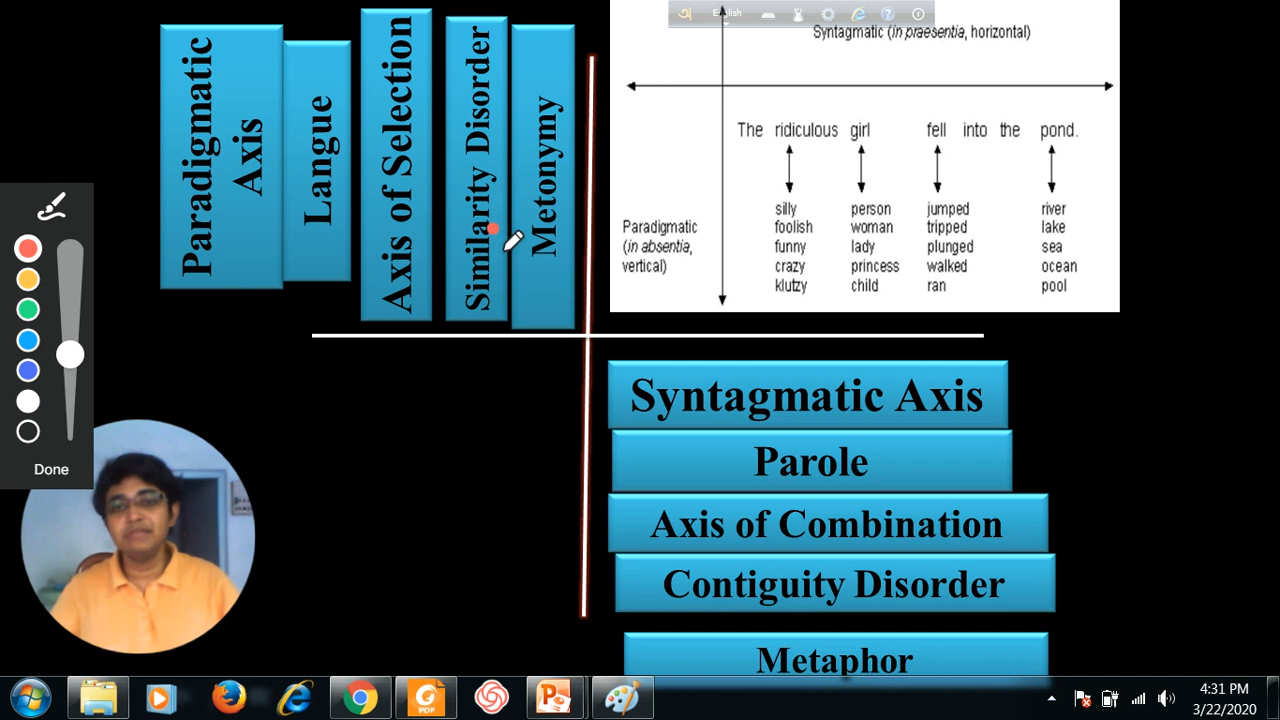 Paradigmatic
Axis
Langue
Axis of Selection
Similarity Disorder
Metonymy
English
Syntagmatic (in praesentia, horizontal)
The ridiculous girl fell into the pond.
silly person jumped river
foolish woman tripped lake
funny lady plunged sea
crazy princess walked ocean
klutzy child ran pool
Paradigmatic
(in absentia,
vertical)
Syntagmatic Axis
Parole
Axis of Combination
Contiguity Disorder
Metaphor
Done
PDF
4:31 PM
3/22/2020